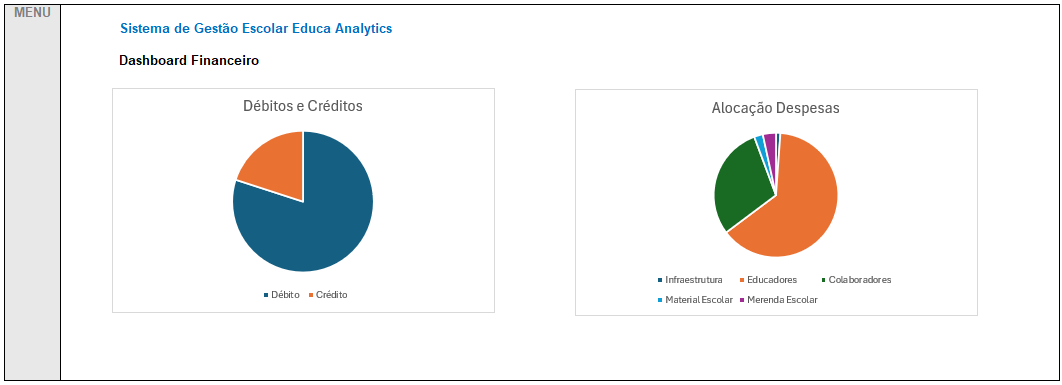 MENU
Sistema de Gestão Escolar Educa Analytics
Dashboard Financeiro
Débitos e Créditos
Débito Crédito
Alocação Despesas
Infraestrutura Educadores Colaboradores
Material Escolar Merenda Escolar